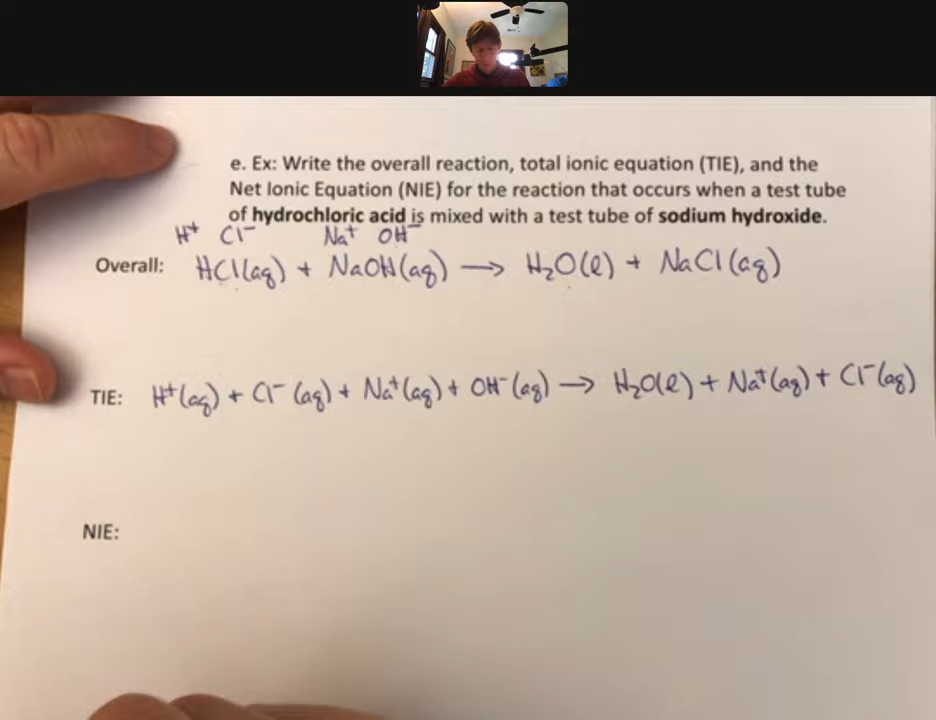 e. Ex: Write the overall reaction, total ionic equation (TIE), and the
Net Ionic Equation (NIE) for the reaction that occurs when a test tube
of hydrochloric acid is mixed with a test tube of sodium hydroxide.
H⁺ Cl⁻ Na⁺ OH⁻
Overall: HCl(aq) + NaOH(aq) → H₂O(l) + NaCl(aq)
TIE: H⁺(aq) + Cl⁻(aq) + Na⁺(aq) + OH⁻(aq) → H₂O(l) + Na⁺(aq) + Cl⁻(aq)
NIE: